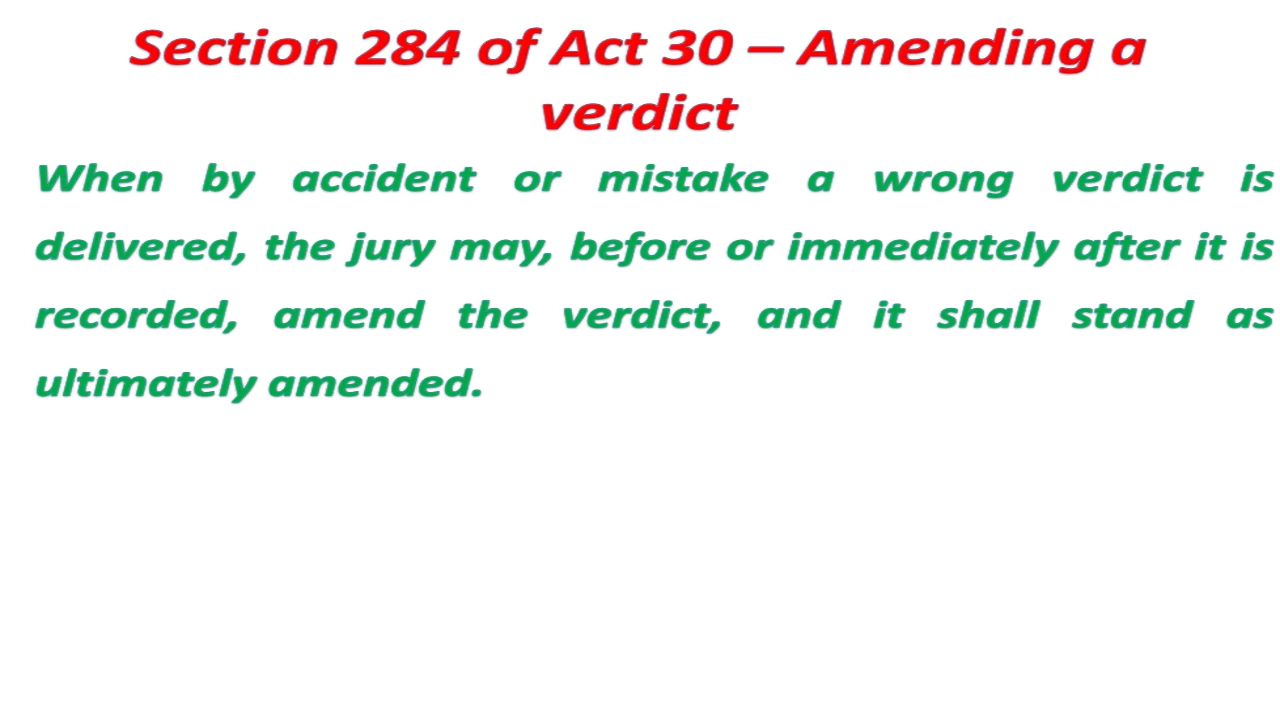 Section 284 of Act 30 – Amending a
verdict
When by accident or mistake a wrong verdict is
delivered, the jury may, before or immediately after it is
recorded, amend the verdict, and it shall stand as
ultimately amended.